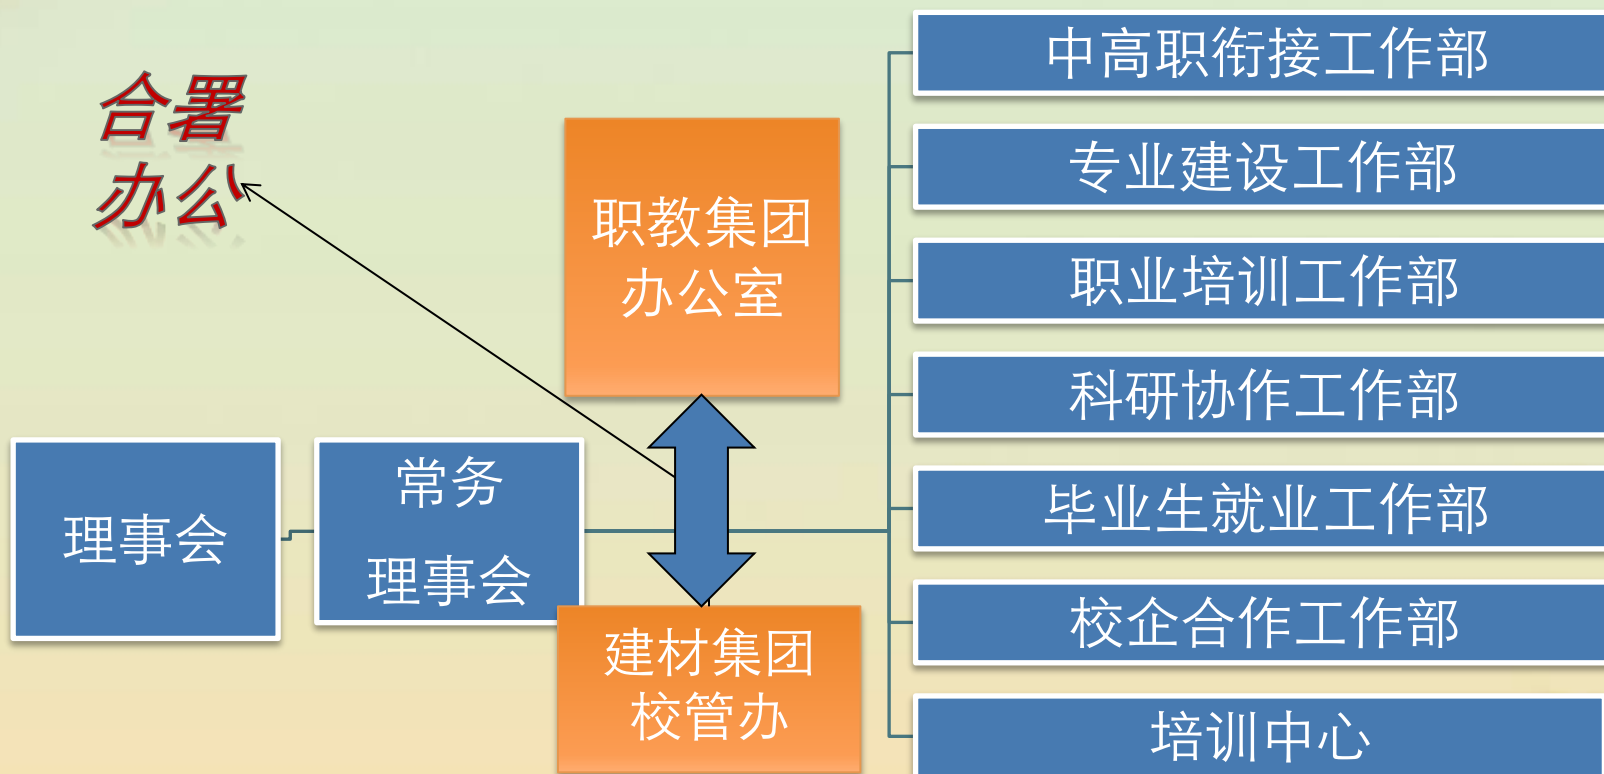 合署
办公
职教集团
办公室
理事会
常务
理事会
建材集团
校管办
中高职衔接工作部
专业建设工作部
职业培训工作部
科研协作工作部
毕业生就业工作部
校企合作工作部
培训中心